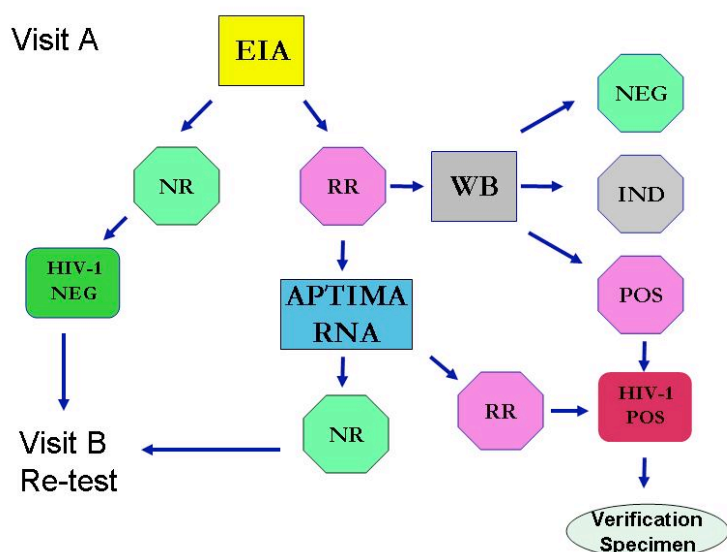 Visit A
EIA
NEG
NR
RR
WB
IND
HIV-1
NEG
APTIMA
RNA
POS
NR
RR
HIV-1
POS
Visit B
Re-test
Verification
Specimen